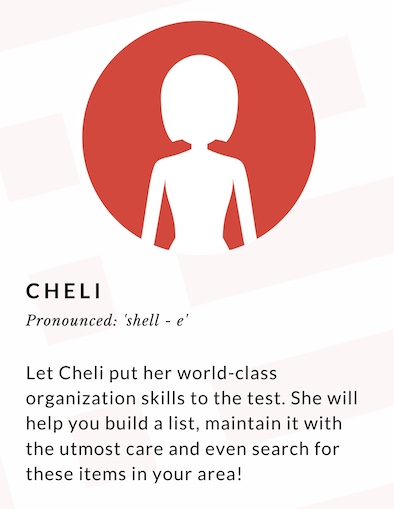 CHELI
Pronounced: 'shell - e'
Let Cheli put her world-class
organization skills to the test. She will
help you build a list, maintain it with
the utmost care and even search for
these items in your area!